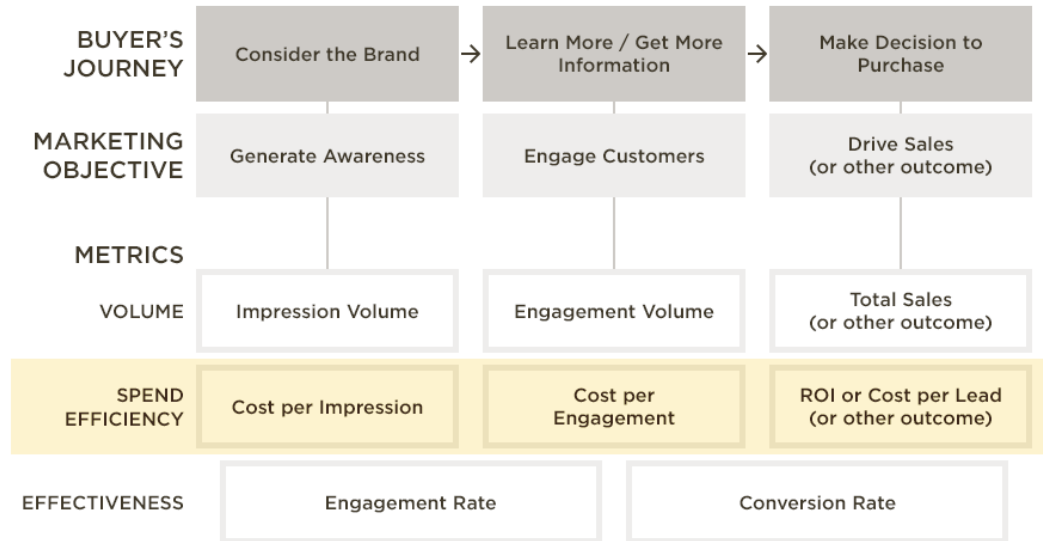 BUYER'S
JOURNEY
Consider the Brand
Learn More / Get More
Information
Make Decision to
Purchase
MARKETING
OBJECTIVE
Generate Awareness
Engage Customers
Drive Sales
(or other outcome)
METRICS
VOLUME
Impression Volume
Engagement Volume
Total Sales
(or other outcome)
SPEND
EFFICIENCY
Cost per Impression
Cost per
Engagement
ROI or Cost per Lead
(or other outcome)
EFFECTIVENESS
Engagement Rate
Conversion Rate